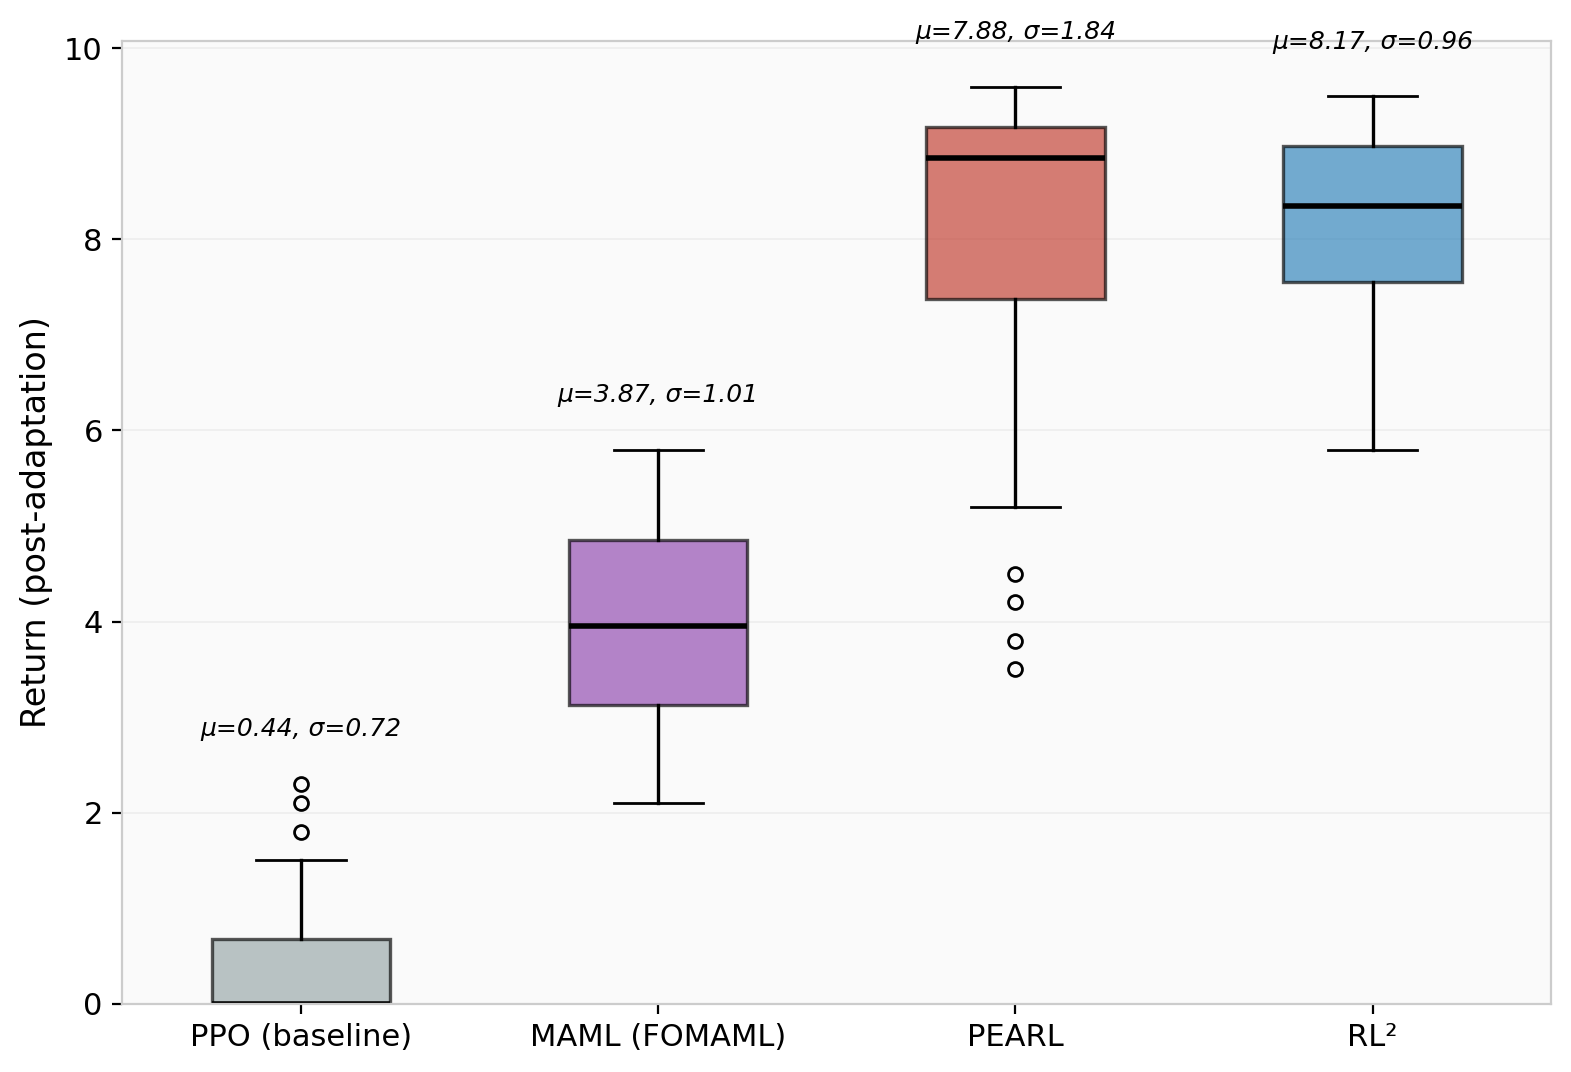 μ=7.88, σ=1.84
μ=8.17, σ=0.96
μ=3.87, σ=1.01
μ=0.44, σ=0.72
Return (post-adaptation)
10
8
6
4
2
0
PPO (baseline)
MAML (FOMAML)
PEARL
RL²